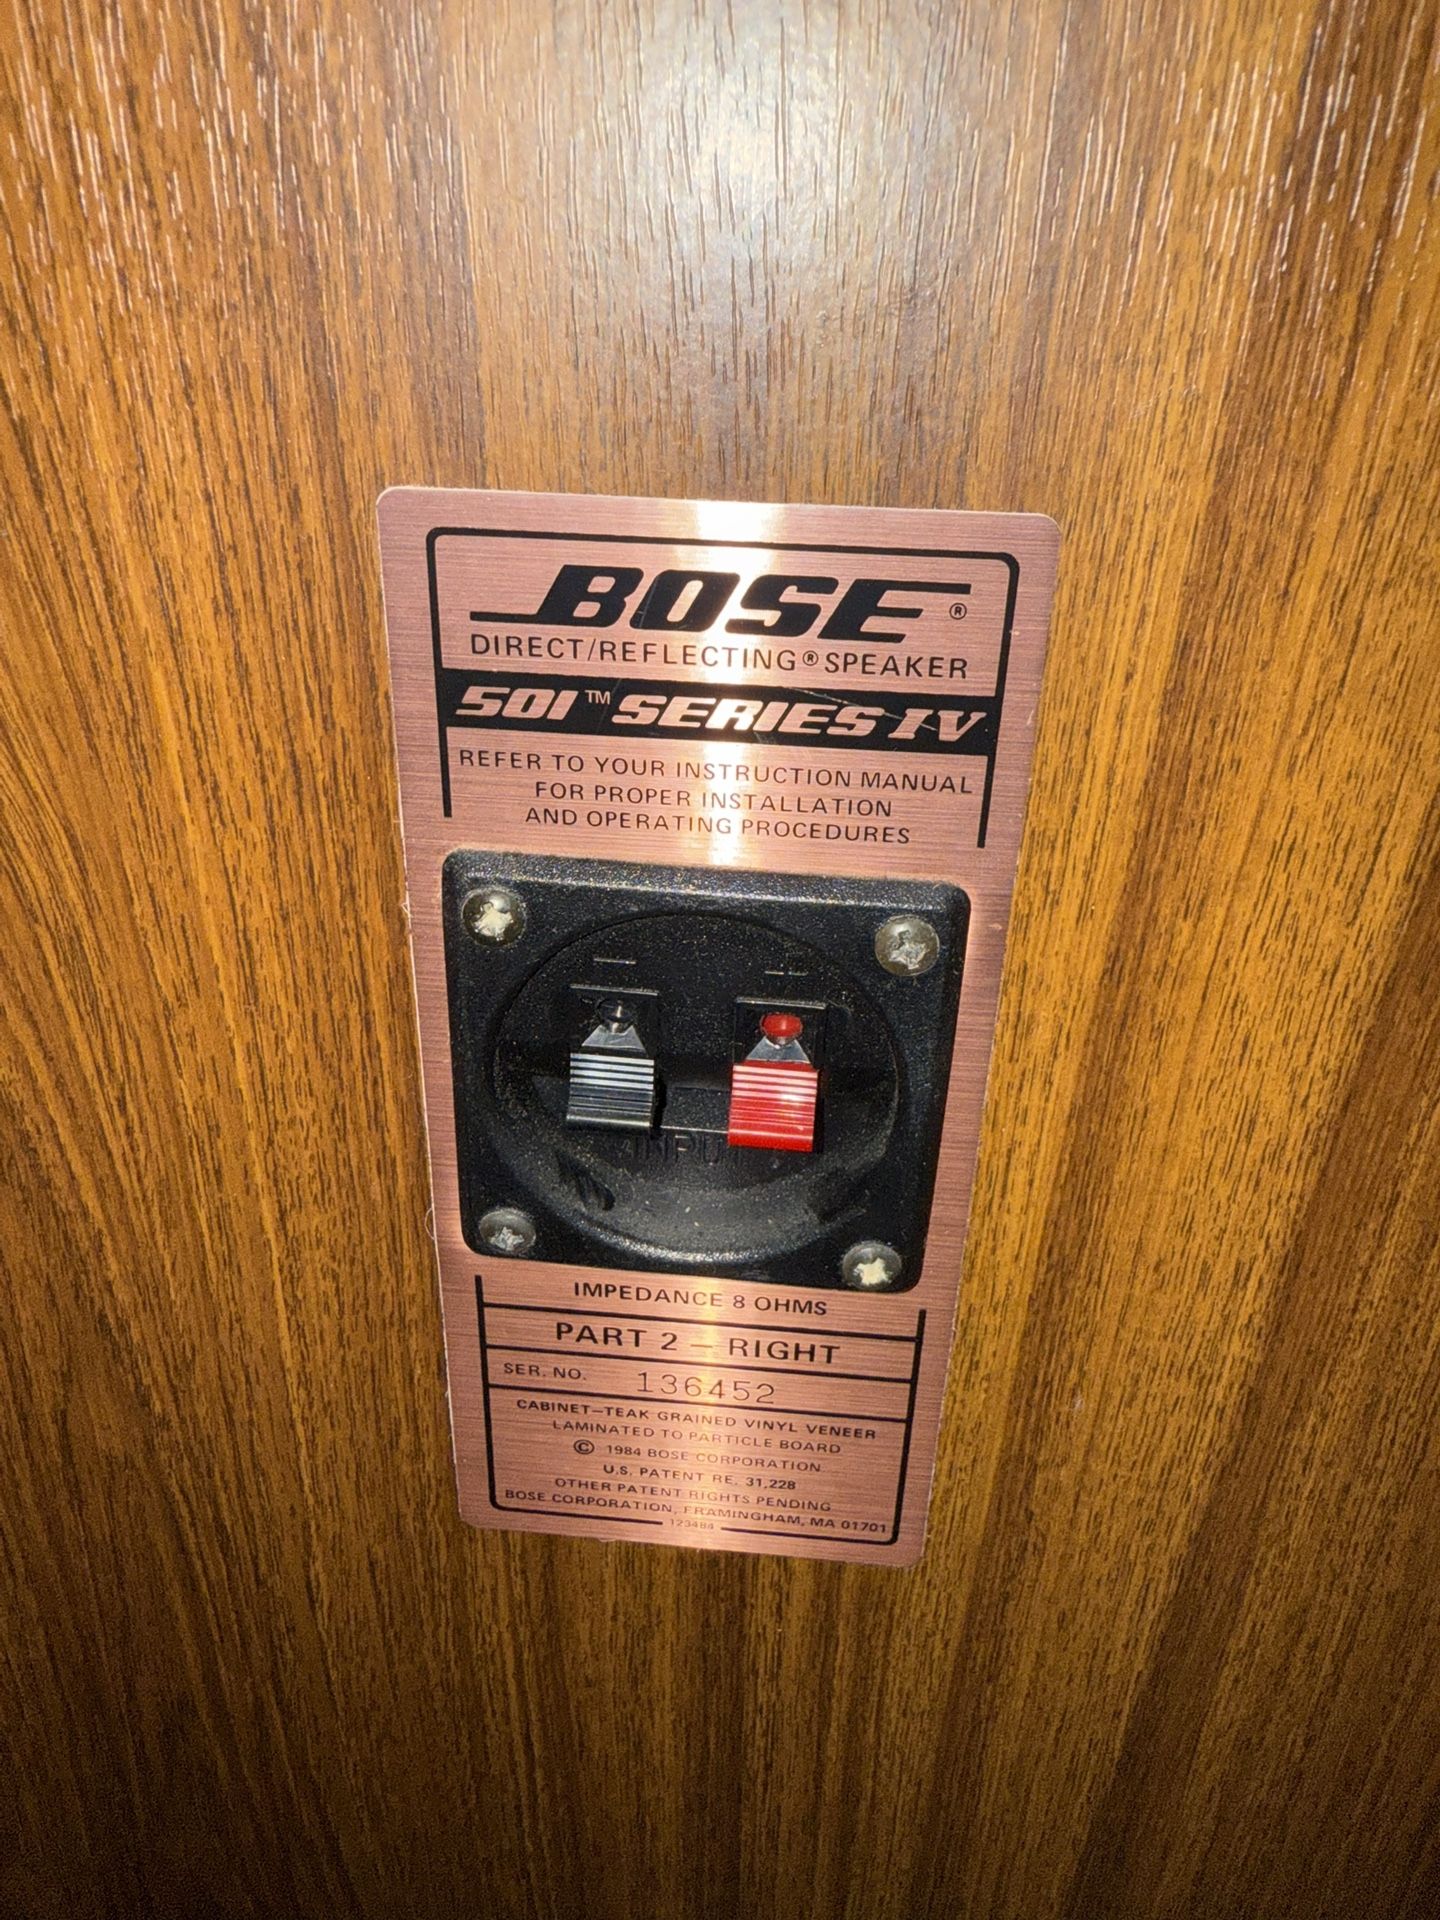 BOSE®
DIRECT/REFLECTING® SPEAKER
501™ SERIES IV
REFER TO YOUR INSTRUCTION MANUAL
FOR PROPER INSTALLATION
AND OPERATING PROCEDURES
INPUT
IMPEDANCE 8 OHMS
PART 2 — RIGHT
SER. NO. 136452
CABINET—TEAK GRAINED VINYL VENEER
LAMINATED TO PARTICLE BOARD
© 1984 BOSE CORPORATION
U.S. PATENT RE. 31,228
OTHER PATENT RIGHTS PENDING
BOSE CORPORATION, FRAMINGHAM, MA 01701
123484